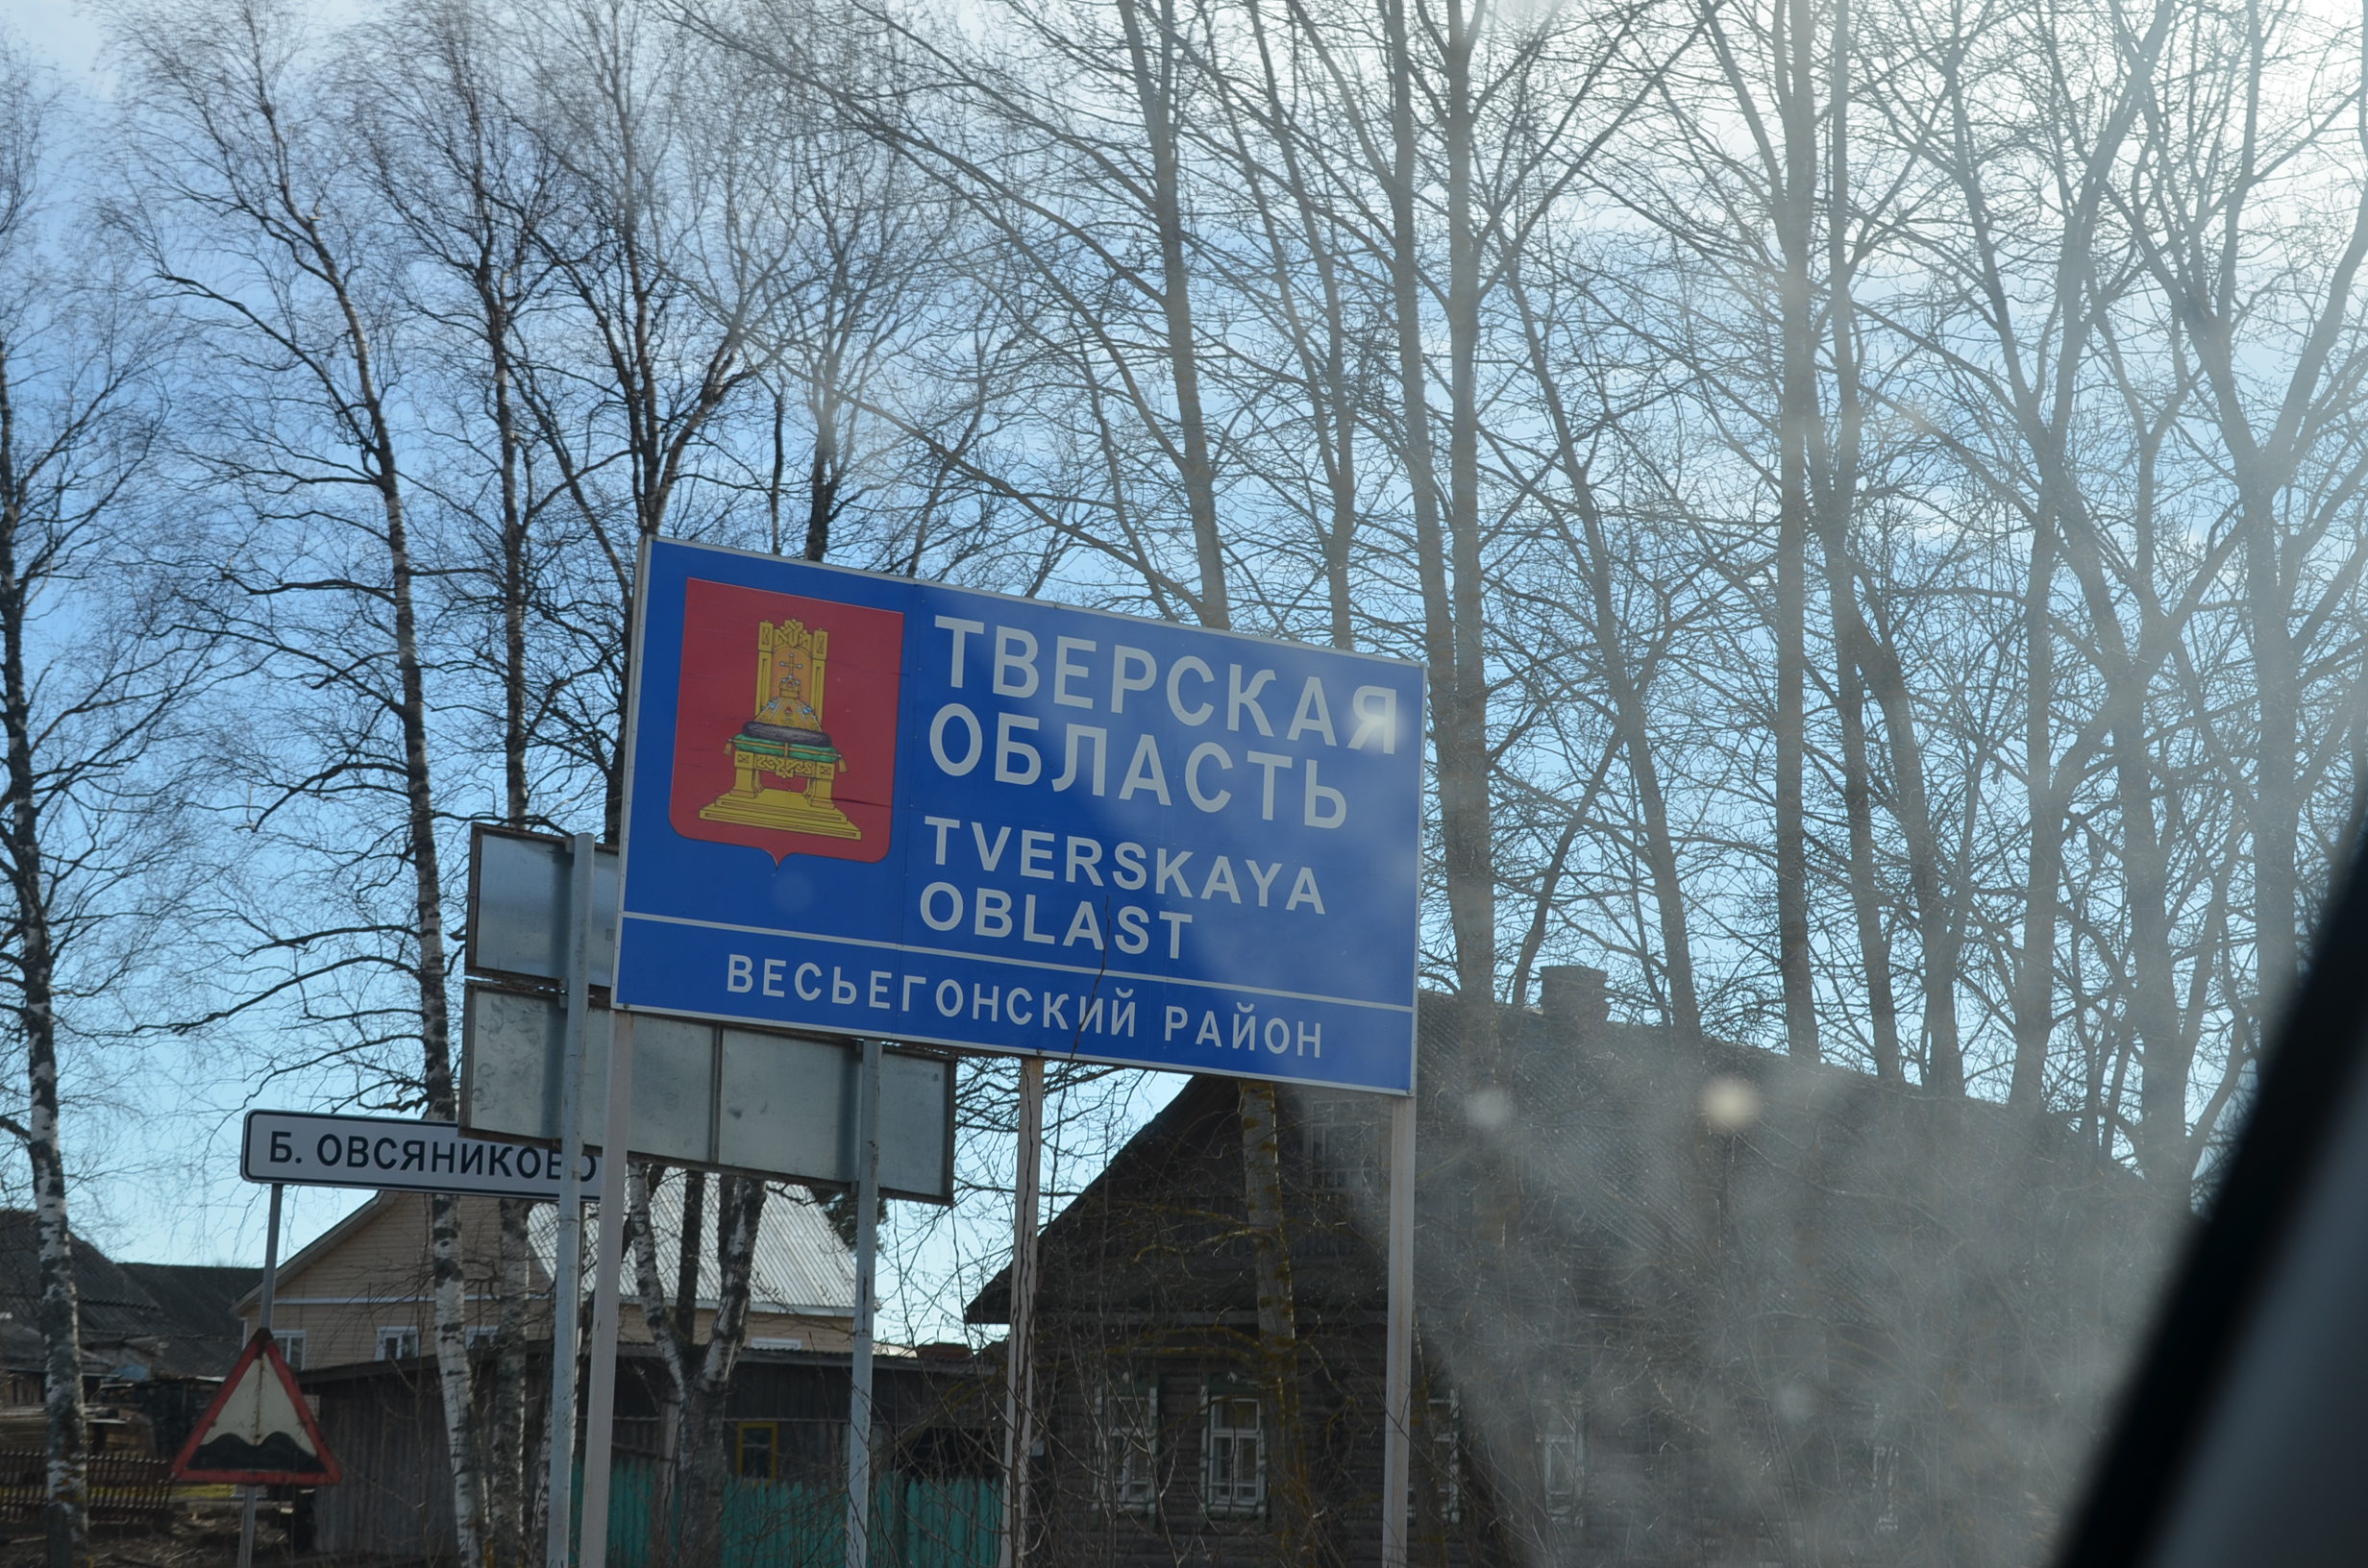 ТВЕРСКАЯ
ОБЛАСТЬ
TVERSKAYA
OBLAST
ВЕСЬЕГОНСКИЙ РАЙОН
Б. ОВСЯНИКОВО